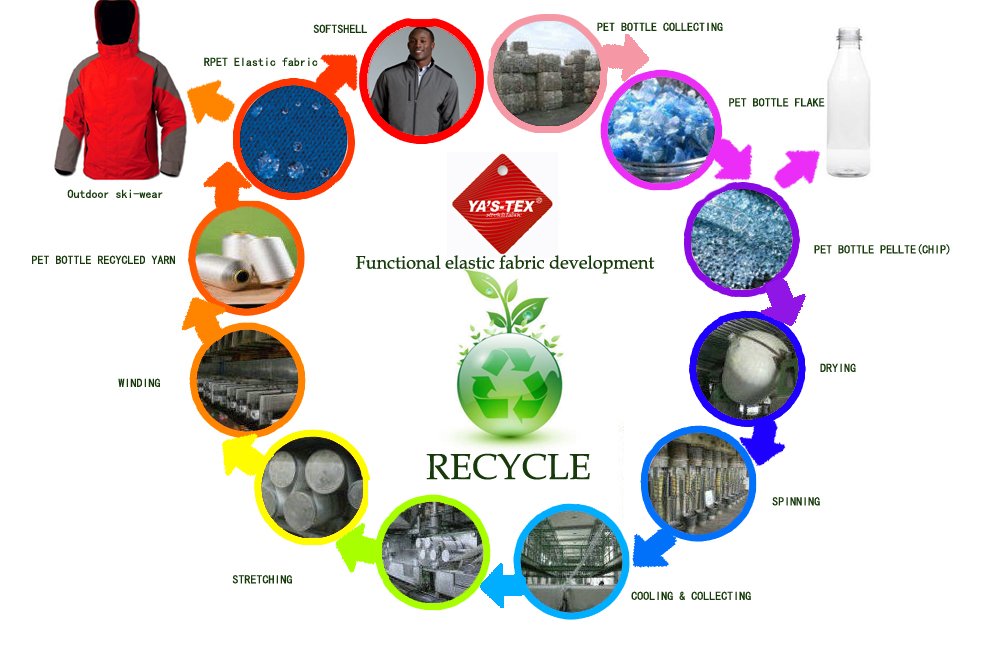 SOFTSHELL
PET BOTTLE COLLECTING
RPET Elastic fabric
PET BOTTLE FLAKE
Outdoor ski-wear
YA'S-TEX®
Functional elastic fabric development
PET BOTTLE RECYCLED YARN
PET BOTTLE PELLTE(CHIP)
DRYING
WINDING
RECYCLE
SPINNING
STRETCHING
COOLING & COLLECTING